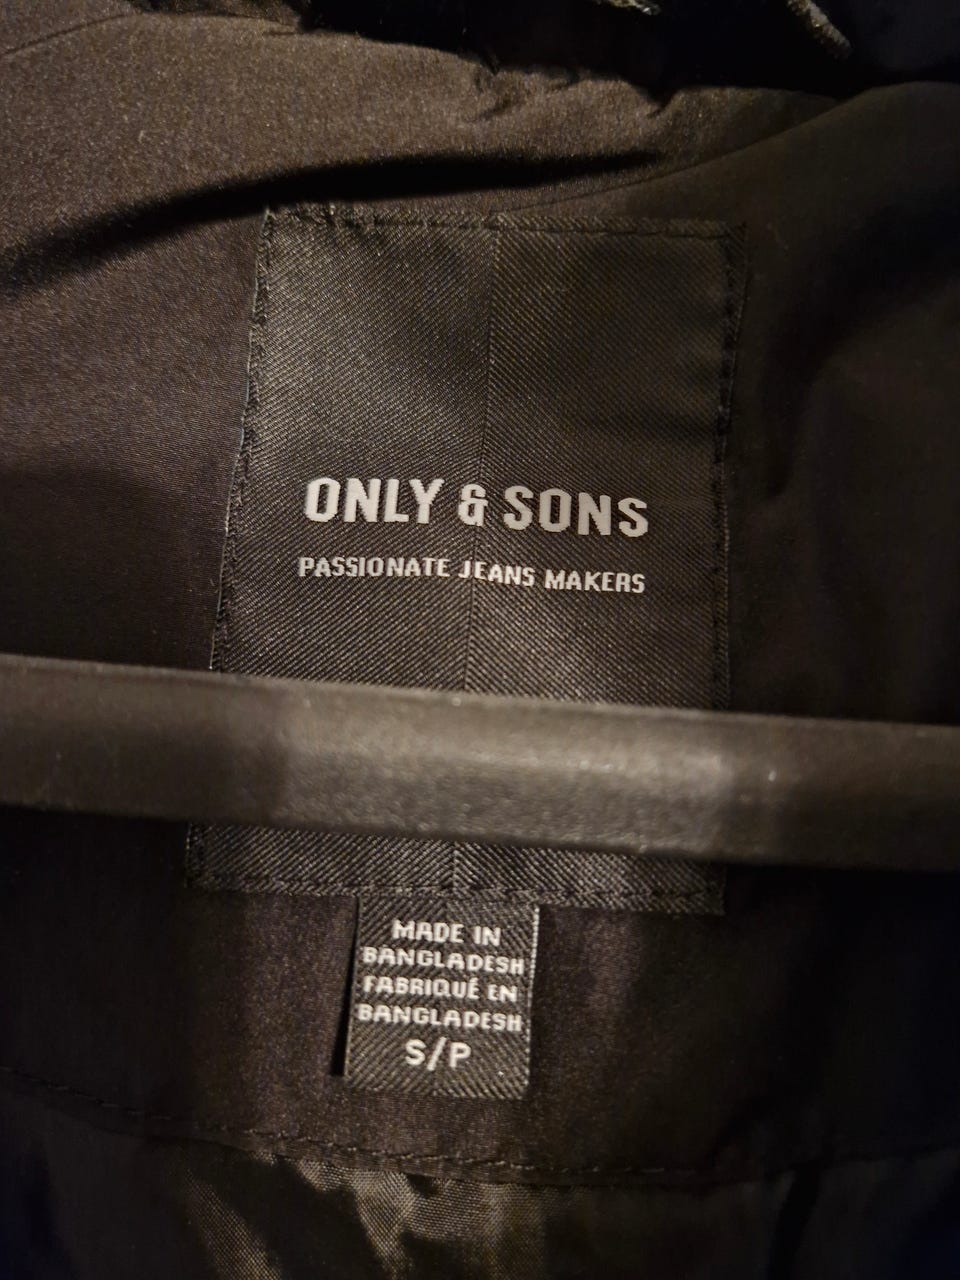 ONLY & SONS
PASSIONATE JEANS MAKERS
MADE IN
BANGLADESH
FABRIQUÉ EN
BANGLADESH
S/P